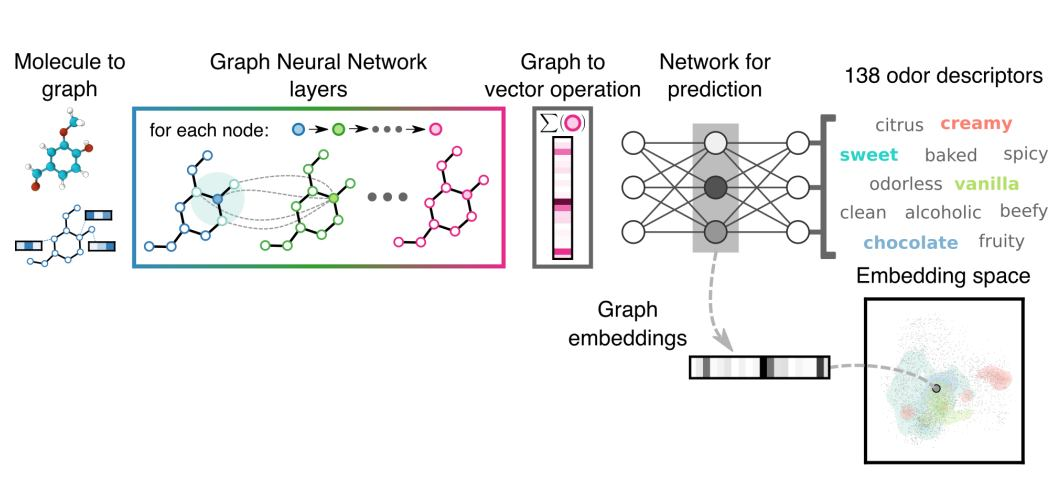 Molecule to
graph
Graph Neural Network
layers
for each node:
Graph to
vector operation
∑( )
Network for
prediction
138 odor descriptors
citrus creamy
sweet baked spicy
odorless vanilla
clean alcoholic beefy
chocolate fruity
Embedding space
Graph
embeddings